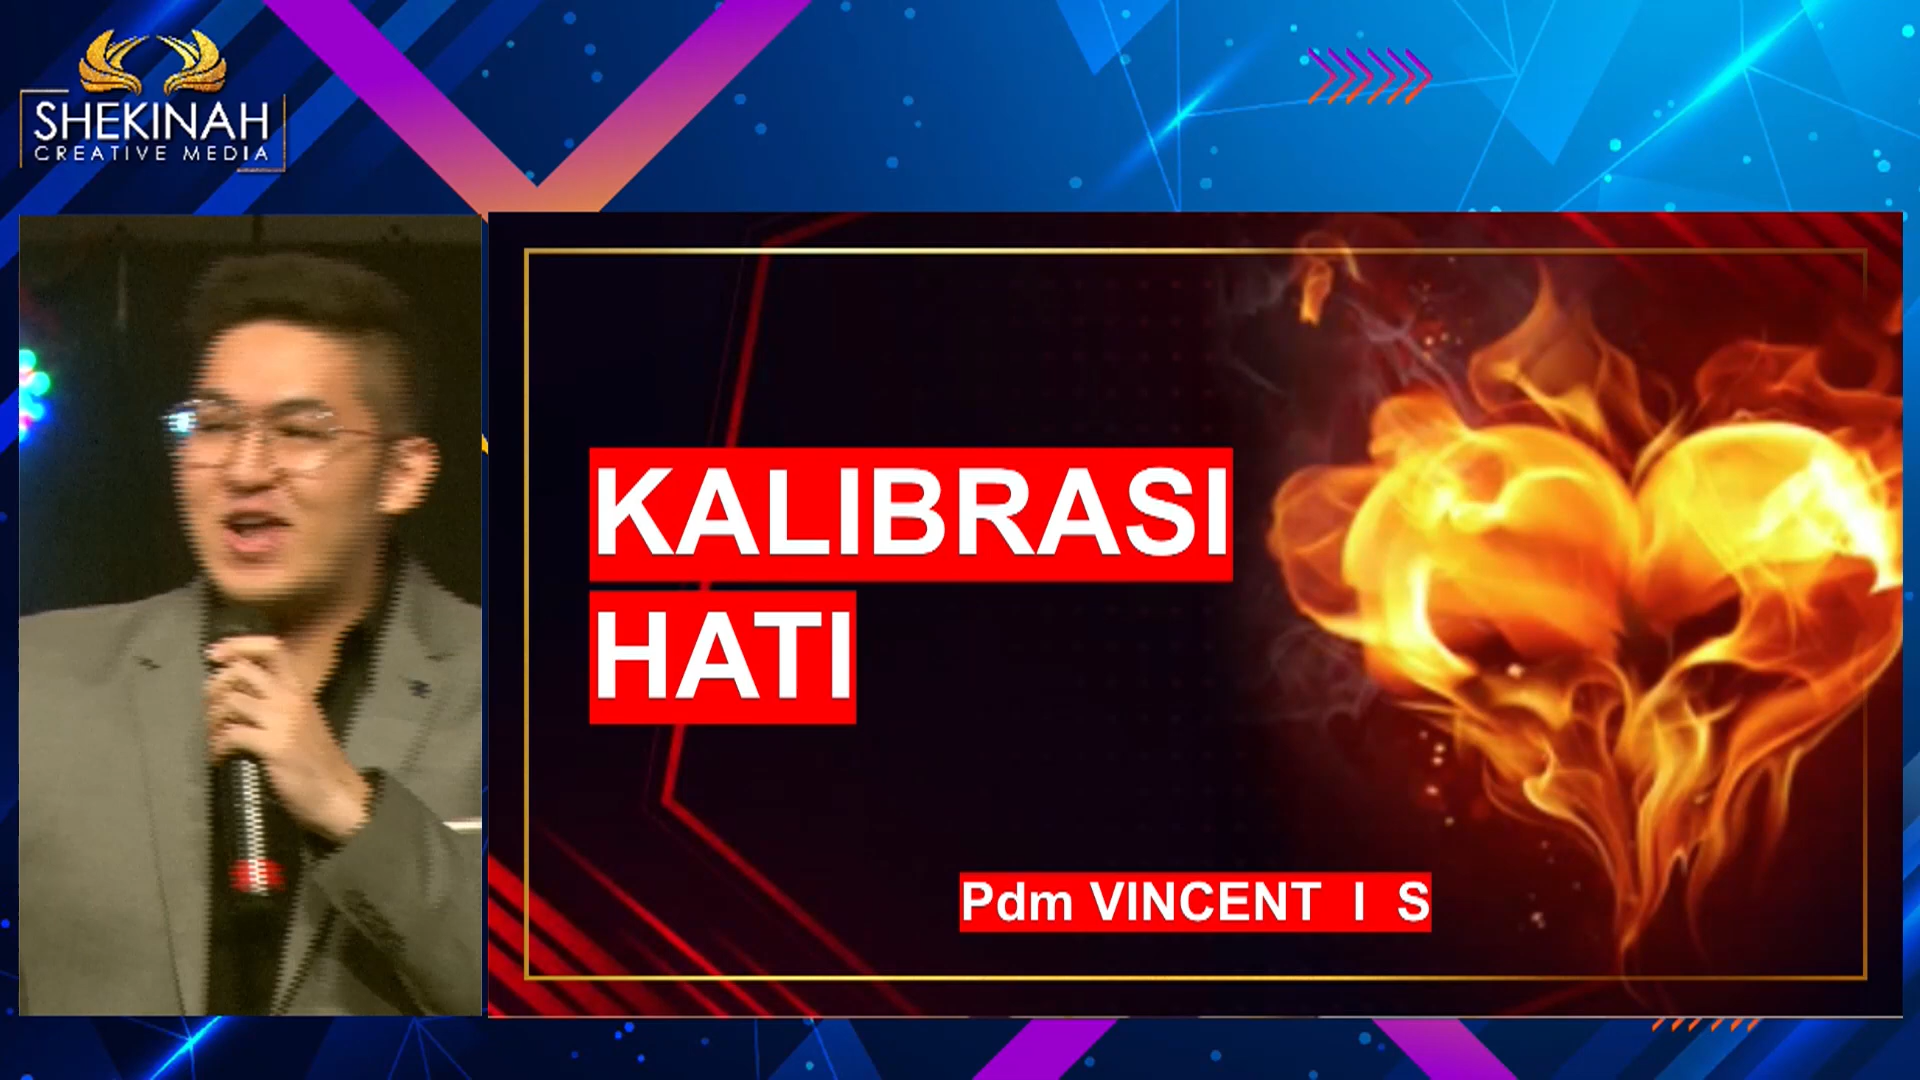 SHEKINAH
CREATIVE MEDIA
KALIBRASI
HATI
Pdm VINCENT I S